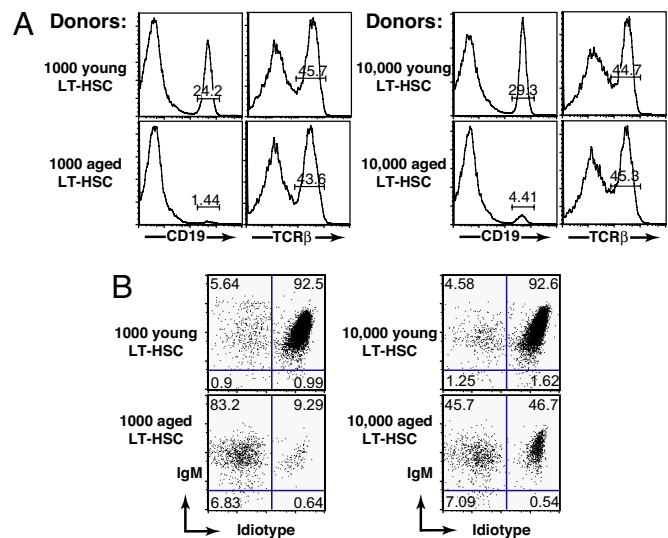 A
Donors:
1000 young
LT-HSC
24.2
45.7
1000 aged
LT-HSC
1.44
43.6
CD19
TCRβ
Donors:
10,000 young
LT-HSC
29.3
44.7
10,000 aged
LT-HSC
4.41
45.3
CD19
TCRβ
B
1000 young
LT-HSC
5.64
92.5
0.9
0.99
1000 aged
LT-HSC
83.2
9.29
6.83
0.64
IgM
Idiotype
10,000 young
LT-HSC
4.58
92.6
1.25
1.62
10,000 aged
LT-HSC
45.7
46.7
7.09
0.54
IgM
Idiotype